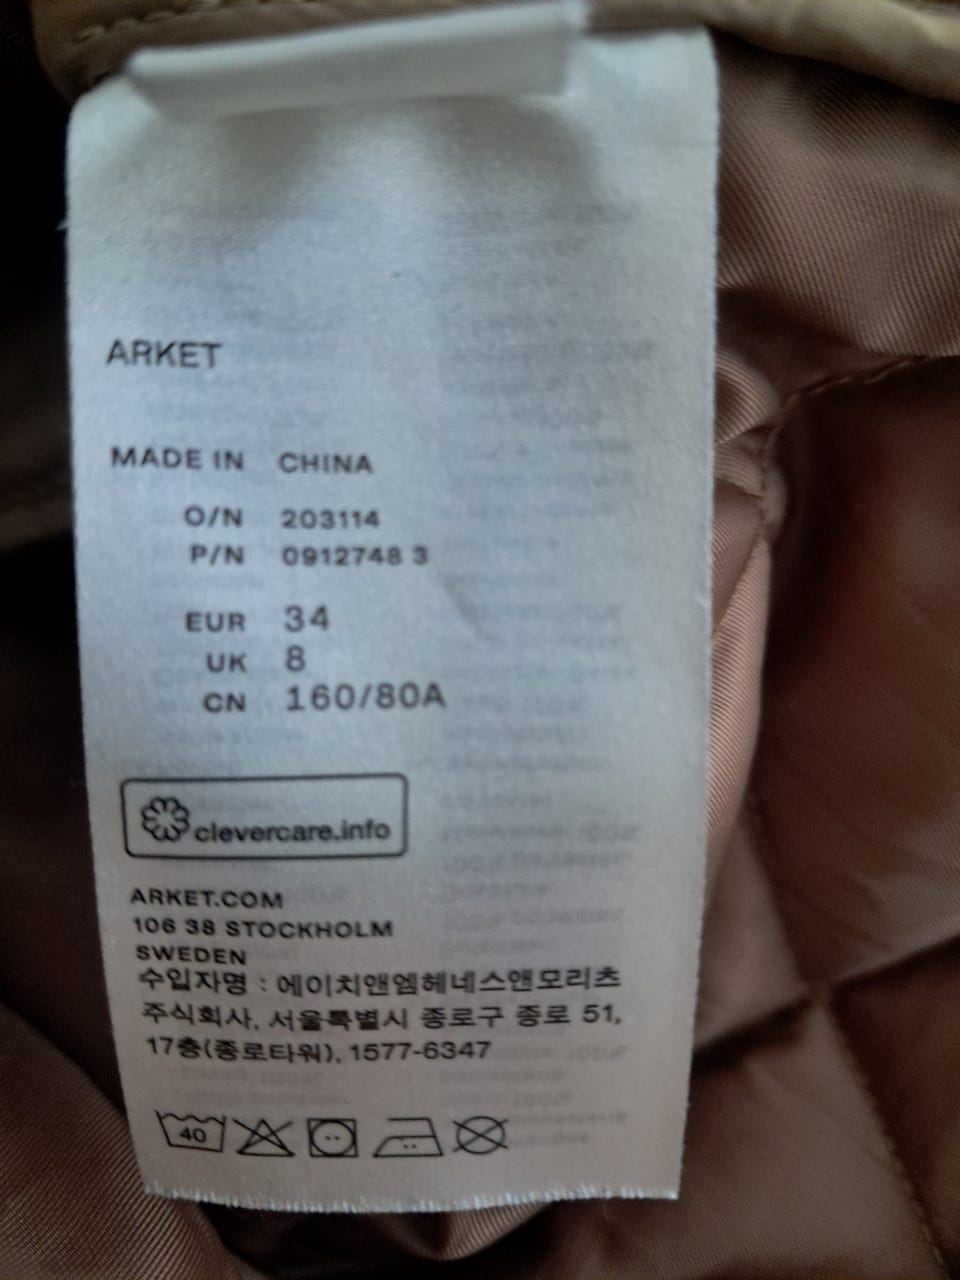 ARKET
MADE IN CHINA
O/N 203114
P/N 0912748 3
EUR 34
UK 8
CN 160/80A
clevercare.info
ARKET.COM
106 38 STOCKHOLM
SWEDEN
수입자명 : 에이치앤엠헤네스앤모리츠
주식회사, 서울특별시 종로구 종로 51,
17층(종로타워), 1577-6347
40